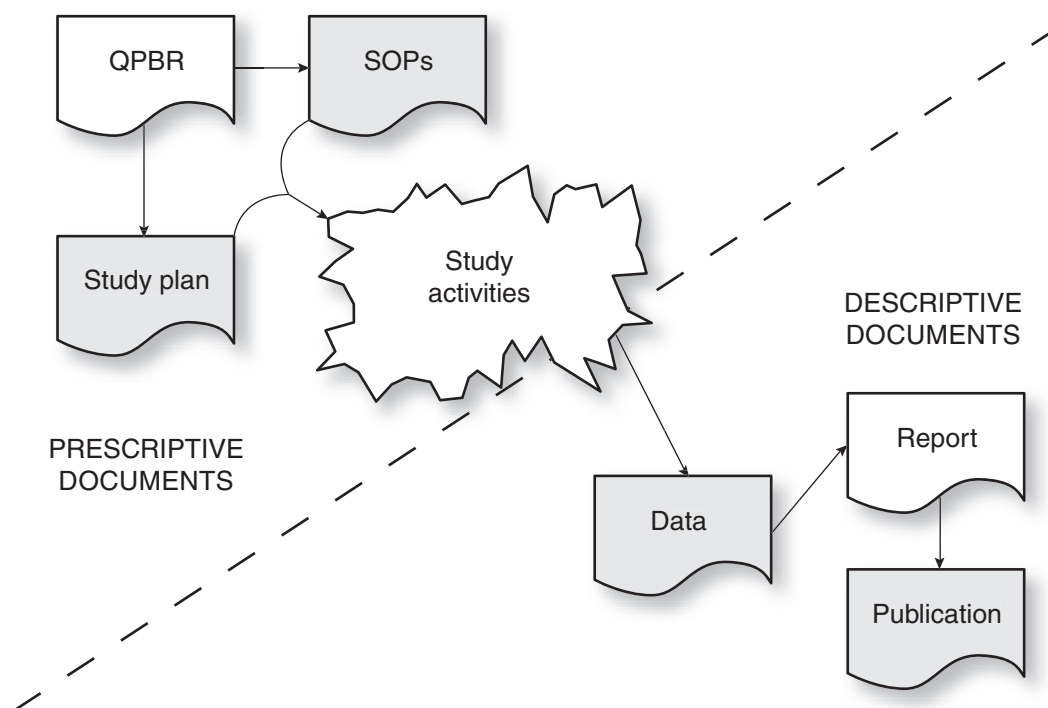 QPBR
SOPs
Study plan
Study
activities
PRESCRIPTIVE
DOCUMENTS
DESCRIPTIVE
DOCUMENTS
Data
Report
Publication